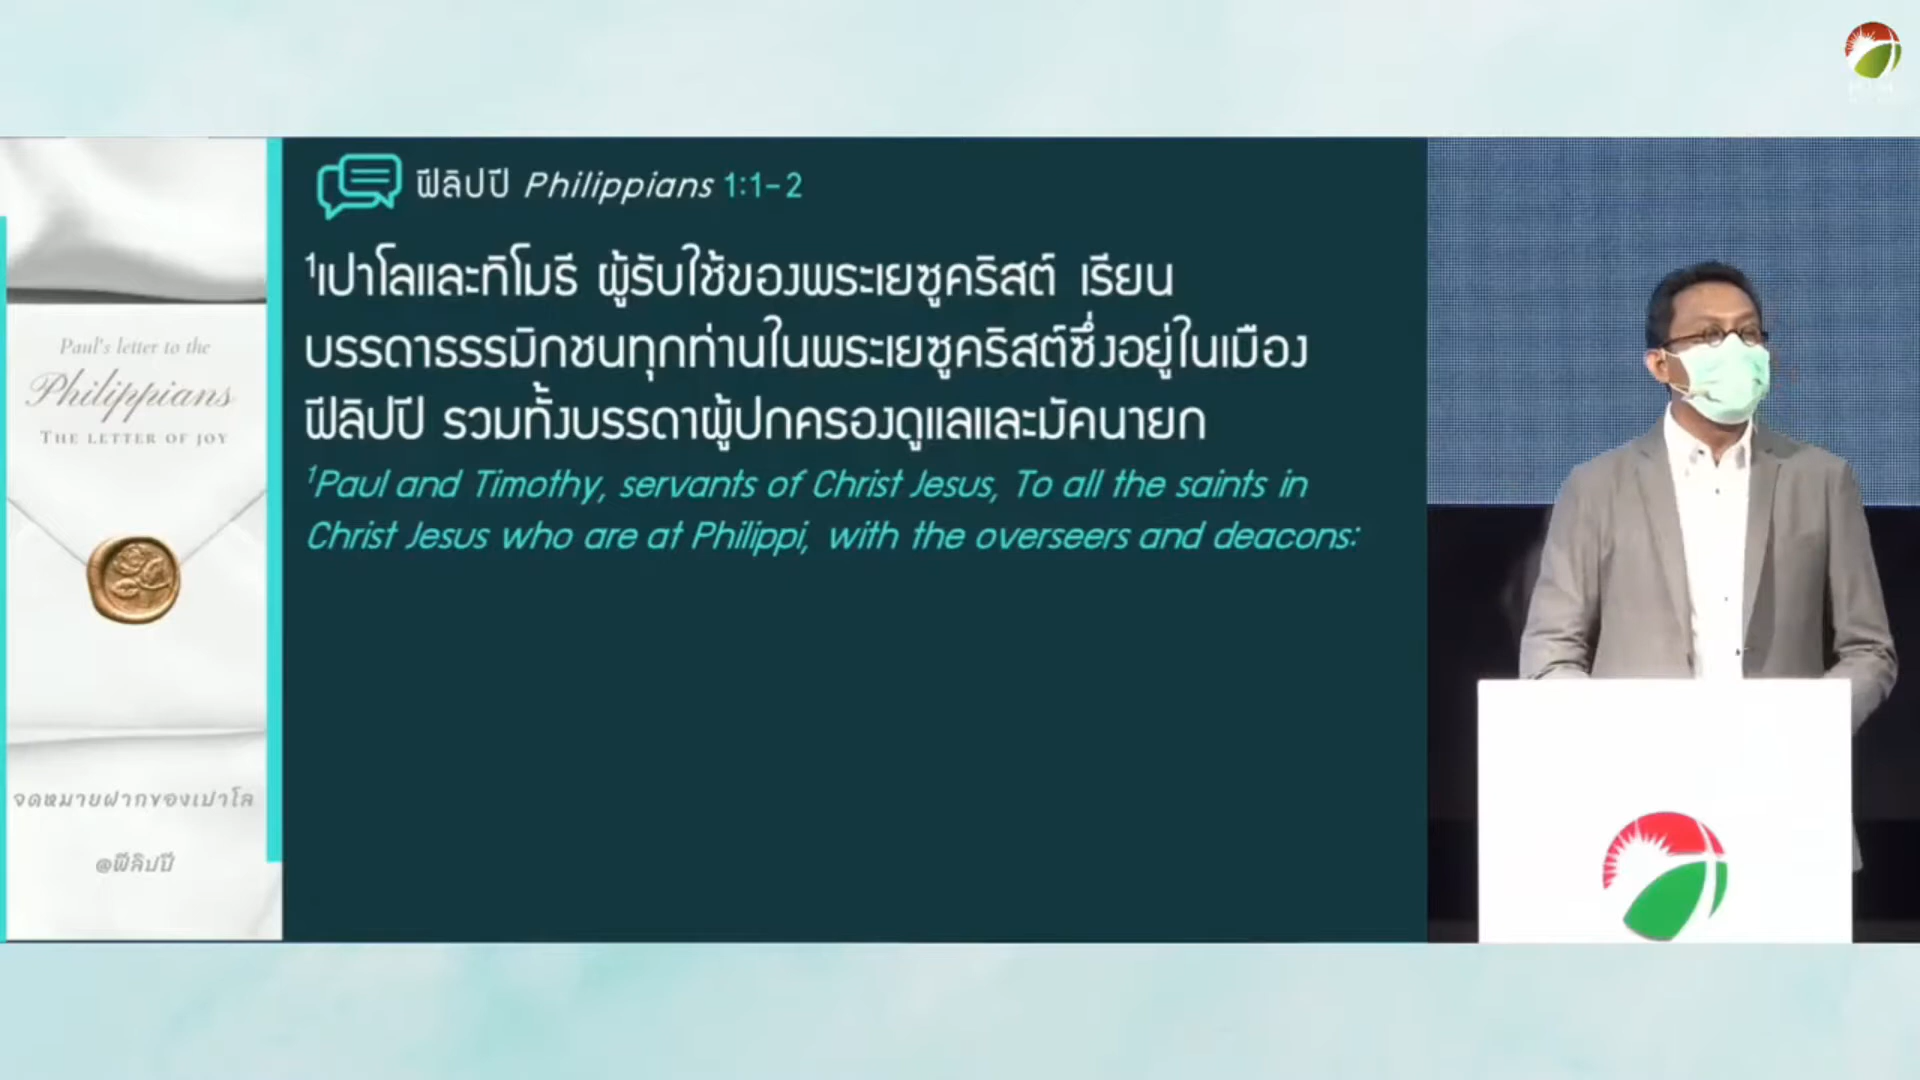 Paul's letter to the
Philippians
THE LETTER OF JOY
จดหมายฝากของเปาโล
@ฟีลิปปี
ฟีลิปปี Philippians 1:1-2
¹เปาโลและทิโมธี ผู้รับใช้ของพระเยซูคริสต์ เรียน
บรรดาธรรมิกชนทุกท่านในพระเยซูคริสต์ซึ่งอยู่ในเมือง
ฟีลิปปี รวมทั้งบรรดาผู้ปกครองดูแลและมัคนายก
¹Paul and Timothy, servants of Christ Jesus, To all the saints in
Christ Jesus who are at Philippi, with the overseers and deacons: